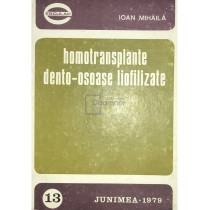 IOAN MIHĂILĂ
homotransplante
dento-osoase liofilizate
13
JUNIMEA-1979